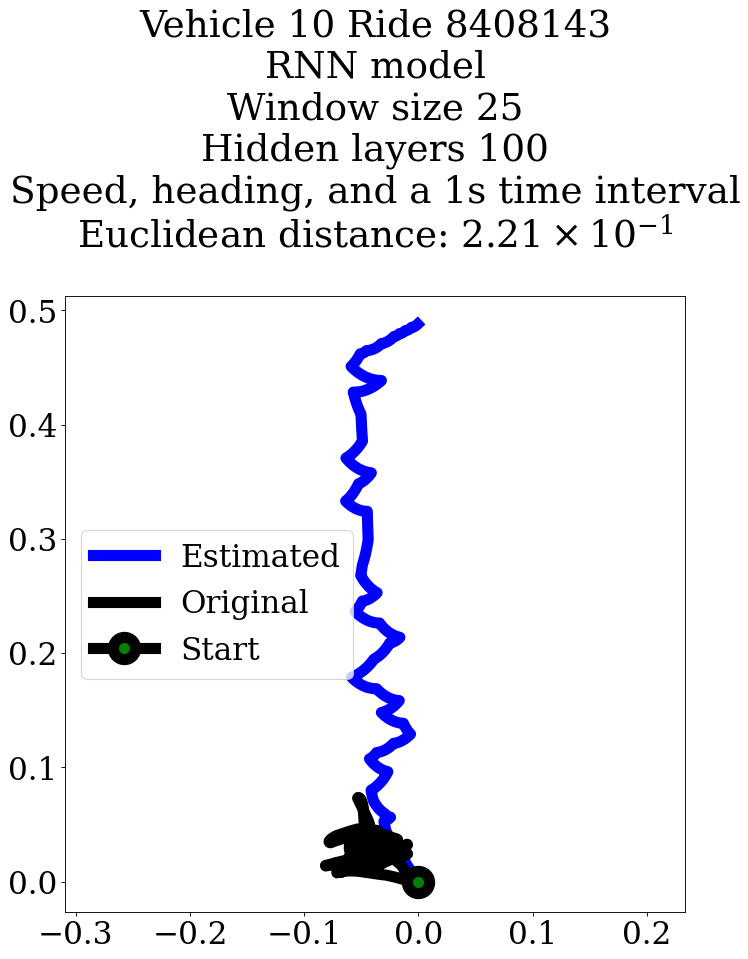 Vehicle 10 Ride 8408143
RNN model
Window size 25
Hidden layers 100
Speed, heading, and a 1s time interval
Euclidean distance: 2.21 × 10⁻¹
0.5
0.4
0.3
0.2
0.1
0.0
Estimated
Original
Start
−0.3 −0.2 −0.1 0.0 0.1 0.2